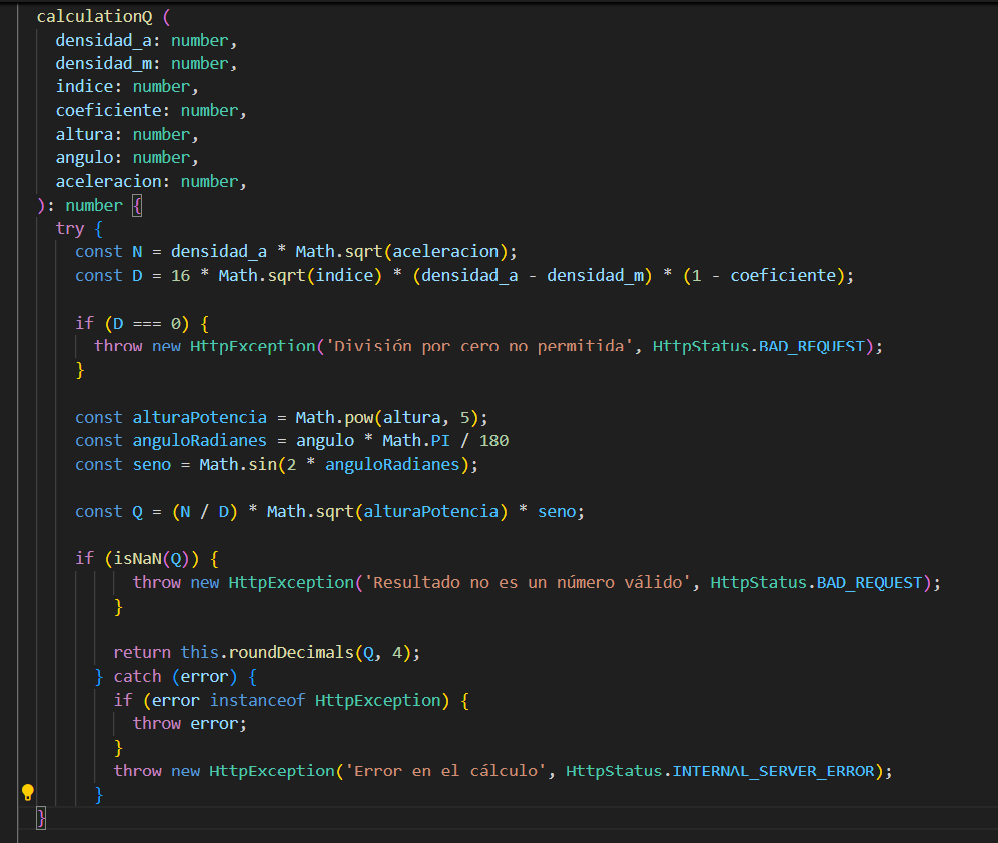 calculationQ (
densidad_a: number,
densidad_m: number,
indice: number,
coeficiente: number,
altura: number,
angulo: number,
aceleracion: number,
): number {
try {
const N = densidad_a * Math.sqrt(aceleracion);
const D = 16 * Math.sqrt(indice) * (densidad_a - densidad_m) * (1 - coeficiente);
if (D === 0) {
throw new HttpException('División por cero no permitida', HttpStatus.BAD_REQUEST);
}
const alturaPotencia = Math.pow(altura, 5);
const anguloRadianes = angulo * Math.PI / 180
const seno = Math.sin(2 * anguloRadianes);
const Q = (N / D) * Math.sqrt(alturaPotencia) * seno;
if (isNaN(Q)) {
throw new HttpException('Resultado no es un número válido', HttpStatus.BAD_REQUEST);
}
return this.roundDecimals(Q, 4);
} catch (error) {
if (error instanceof HttpException) {
throw error;
}
throw new HttpException('Error en el cálculo', HttpStatus.INTERNAL_SERVER_ERROR);
}
}